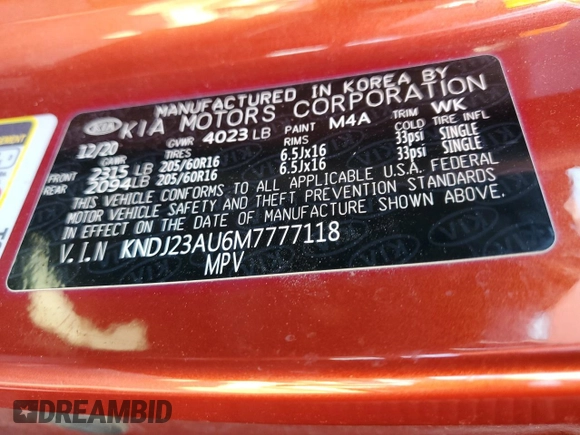 MANUFACTURED IN KOREA BY
KIA KIA MOTORS CORPORATION
12/20 GVWR 4023 LB PAINT M4A TRIM WK
GAWR TIRES RIMS COLD TIRE INFL
FRONT 2315 LB 205/60R16 6.5Jx16 33psi SINGLE
REAR 2094 LB 205/60R16 6.5Jx16 33psi SINGLE
THIS VEHICLE CONFORMS TO ALL APPLICABLE U.S.A. FEDERAL
MOTOR VEHICLE SAFETY AND THEFT PREVENTION STANDARDS
IN EFFECT ON THE DATE OF MANUFACTURE SHOWN ABOVE.
V.I.N KNDJ23AU6M7777118
MPV
DREAMBID